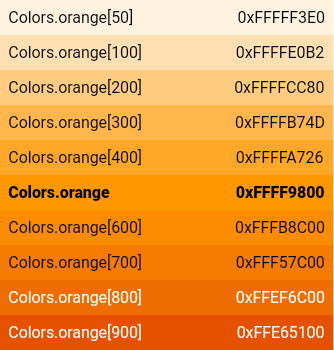 Colors.orange[50] 0xFFFFF3E0
Colors.orange[100] 0xFFFFE0B2
Colors.orange[200] 0xFFFFCC80
Colors.orange[300] 0xFFFFB74D
Colors.orange[400] 0xFFFFA726
Colors.orange 0xFFFF9800
Colors.orange[600] 0xFFFB8C00
Colors.orange[700] 0xFFF57C00
Colors.orange[800] 0xFFEF6C00
Colors.orange[900] 0xFFE65100